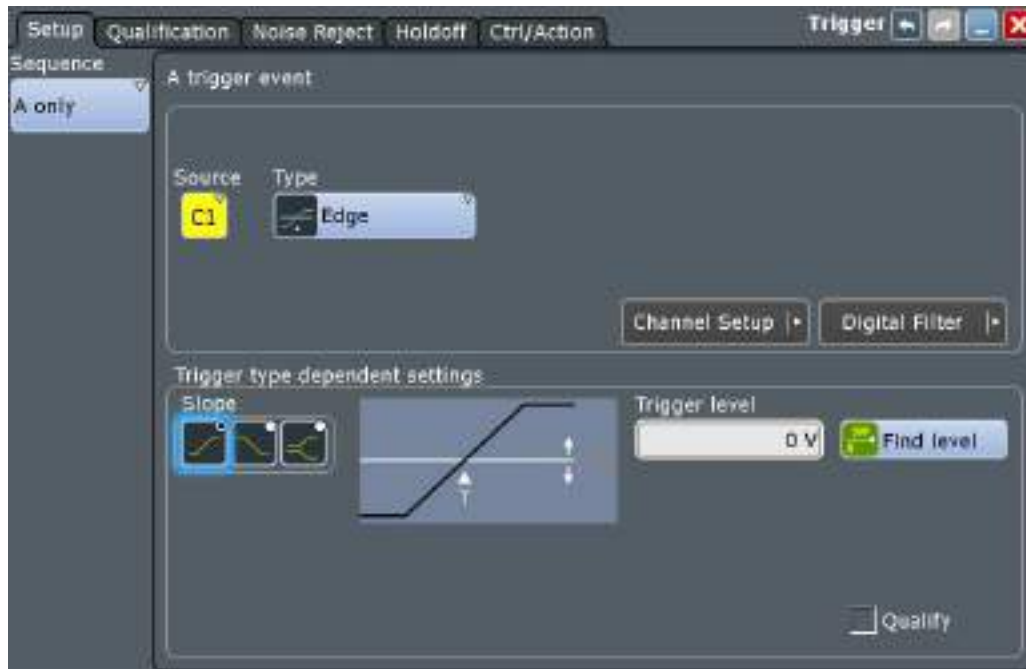 Setup Qualification Noise Reject Holdoff Ctrl/Action Trigger
Sequence
A only
A trigger event
Source Type
C1 Edge
Channel Setup Digital Filter
Trigger type dependent settings
Slope Trigger level
0 V Find level
T
Qualify